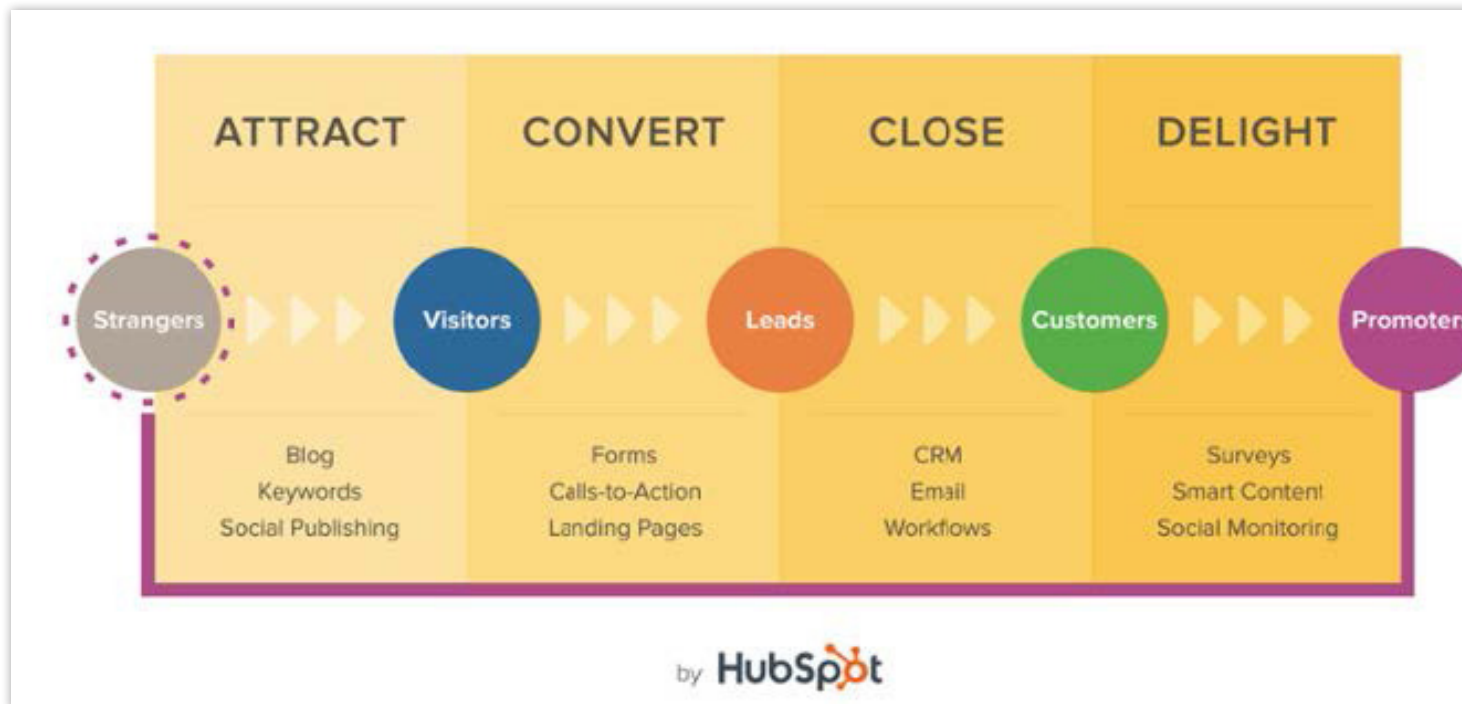 ATTRACT
CONVERT
CLOSE
DELIGHT
Strangers
Visitors
Leads
Customers
Promoters
Blog
Keywords
Social Publishing
Forms
Calls-to-Action
Landing Pages
CRM
Email
Workflows
Surveys
Smart Content
Social Monitoring
by HubSpot